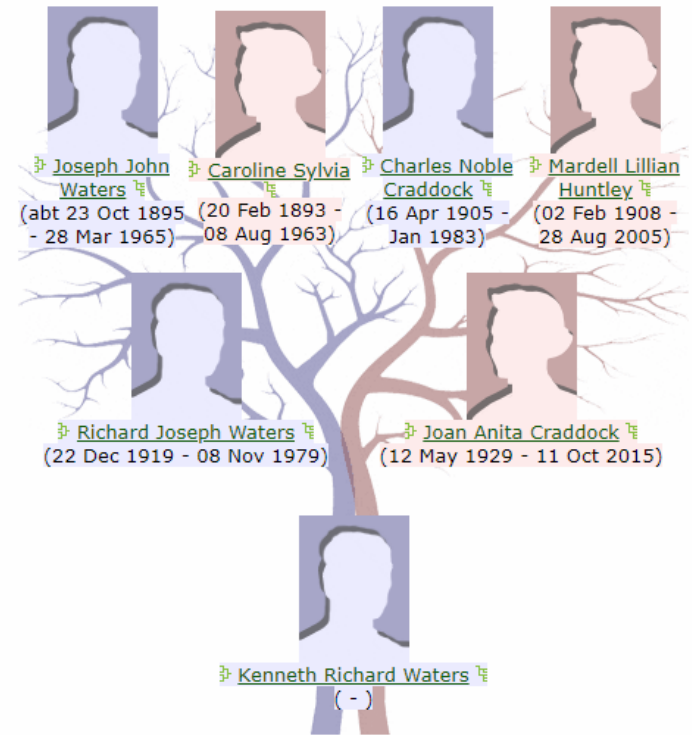 Joseph John
Waters
(abt 23 Oct 1895
- 28 Mar 1965)
Caroline Sylvia
(20 Feb 1893 -
08 Aug 1963)
Charles Noble
Craddock
(16 Apr 1905 -
Jan 1983)
Mardell Lillian
Huntley
(02 Feb 1908 -
28 Aug 2005)
Richard Joseph Waters
(22 Dec 1919 - 08 Nov 1979)
Joan Anita Craddock
(12 May 1929 - 11 Oct 2015)
Kenneth Richard Waters
( - )